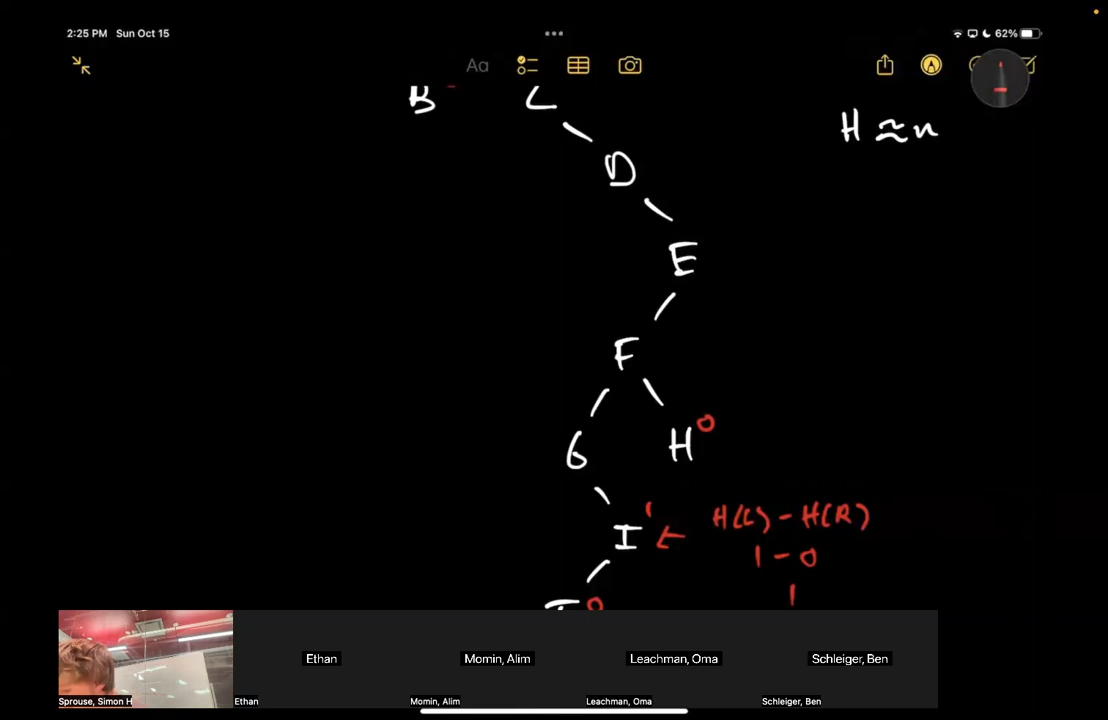 2:25 PM Sun Oct 15
62%
Aa
B C
H ≈ n
D
E
F
G H 0
I 1 ← H(L) - H(R)
1 - 0
0 1
Ethan
Momin, Alim
Leachman, Oma
Schleiger, Ben
Sprouse, Simon H
Ethan
Momin, Alim
Leachman, Oma
Schleiger, Ben